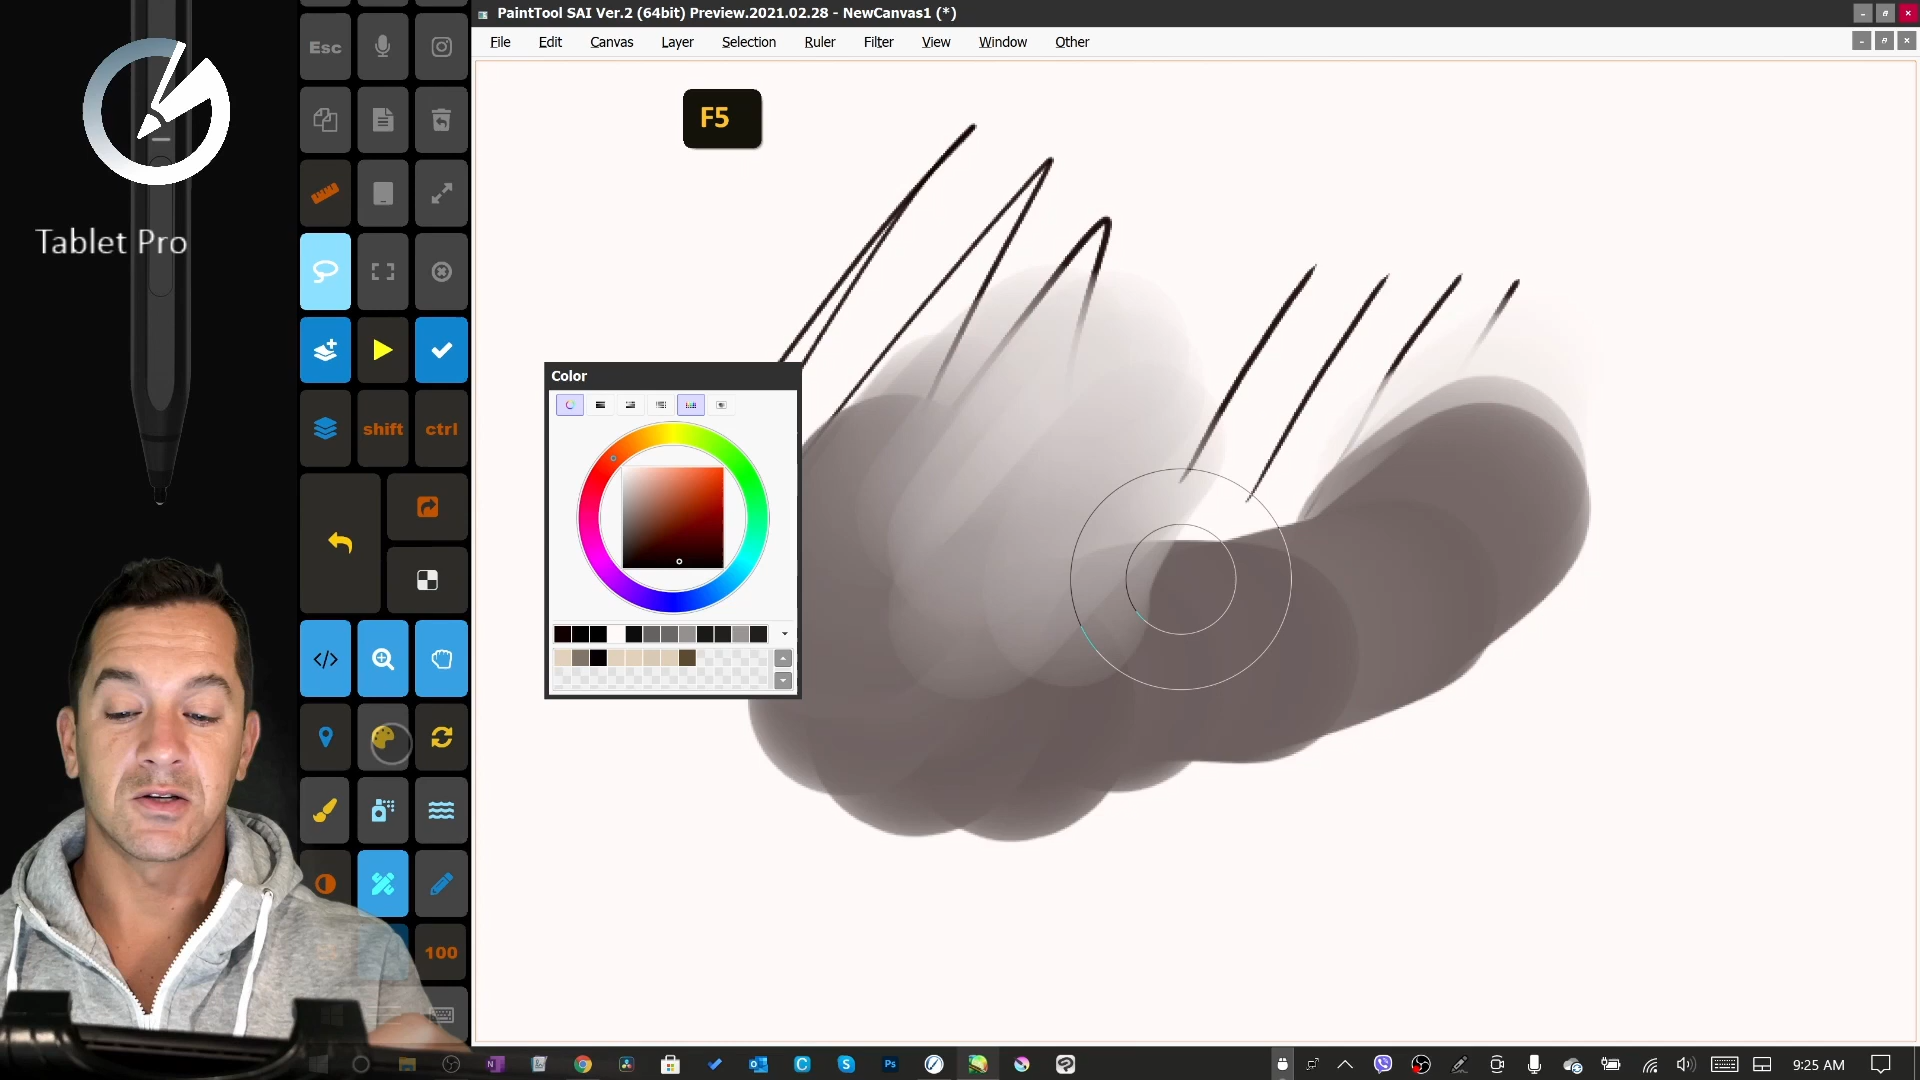 PaintTool SAI Ver.2 (64bit) Preview.2021.02.28 - NewCanvas1 (*)
File Edit Canvas Layer Selection Ruler Filter View Window Other
Esc
F5
Tablet Pro
Color
shift
ctrl
</>
100
Ps
9:25 AM